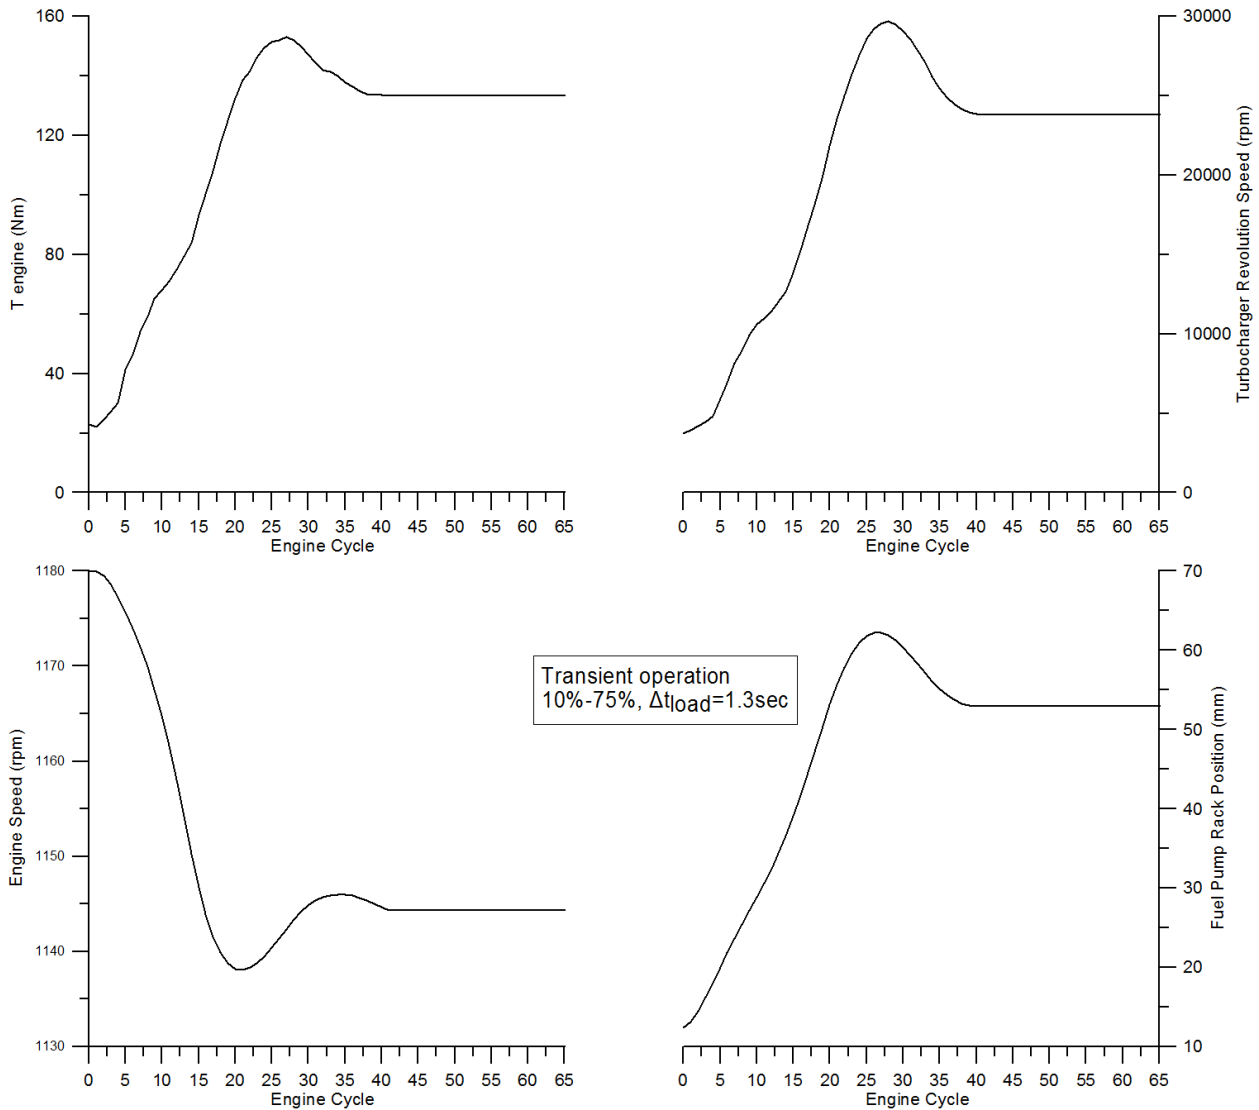 160
120
80
40
0
T engine (Nm)
0 5 10 15 20 25 30 35 40 45 50 55 60 65
Engine Cycle
30000
20000
10000
0
Turbocharger Revolution Speed (rpm)
0 5 10 15 20 25 30 35 40 45 50 55 60 65
Engine Cycle
Transient operation
10%-75%, Δtload=1.3sec
1180
1170
1160
1150
1140
1130
Engine Speed (rpm)
0 5 10 15 20 25 30 35 40 45 50 55 60 65
Engine Cycle
70
60
50
40
30
20
10
Fuel Pump Rack Position (mm)
0 5 10 15 20 25 30 35 40 45 50 55 60 65
Engine Cycle